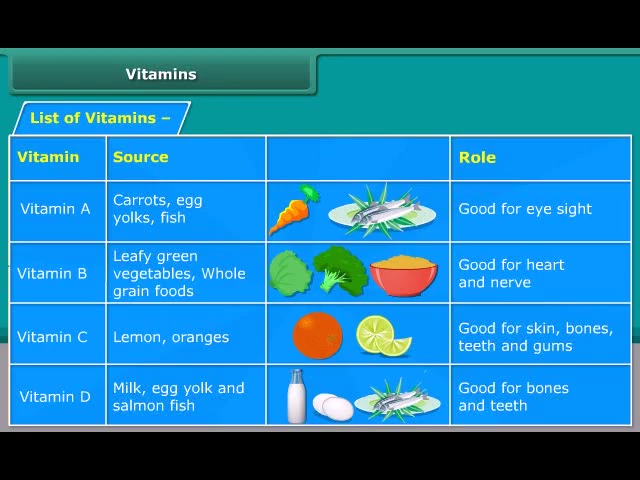 Vitamins
List of Vitamins –
Vitamin Source Role
Vitamin A Carrots, egg Good for eye sight
yolks, fish
Vitamin B Leafy green Good for heart
vegetables, Whole and nerve
grain foods
Vitamin C Lemon, oranges Good for skin, bones,
teeth and gums
Vitamin D Milk, egg yolk and Good for bones
salmon fish and teeth